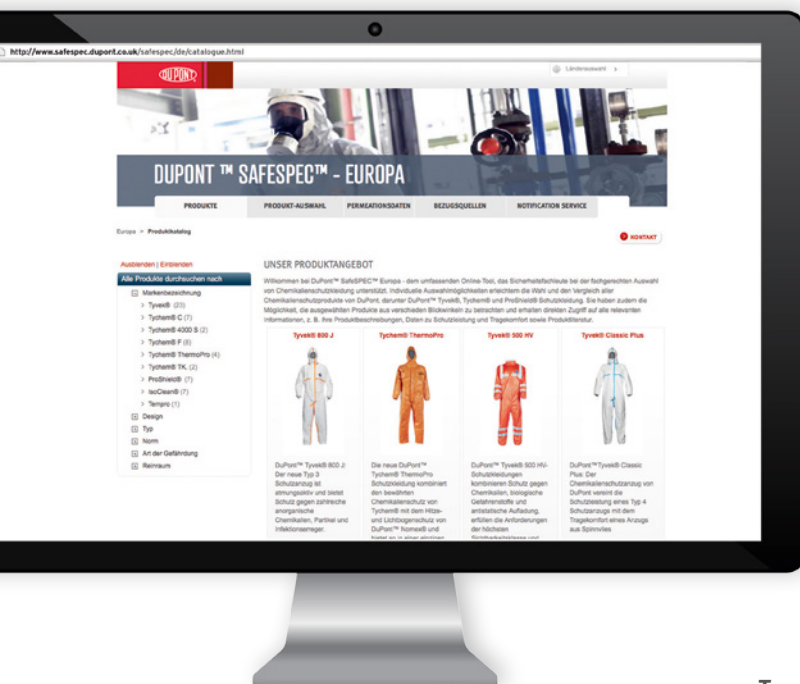 http://www.safespec.dupont.co.uk/safespec/de/catalogue.html
DU PONT
Länderauswahl >
DUPONT ™ SAFESPEC™ - EUROPA
PRODUKTE
PRODUKT-AUSWAHL
PERMEATIONSDATEN
BEZUGSQUELLEN
NOTIFICATION SERVICE
Europa > Produktkatalog
KONTAKT
Ausblenden | Einblenden
Alle Produkte durchsuchen nach
Markenbezeichnung
> Tyvek® (23)
> Tychem® C (7)
> Tychem® 4000 S (2)
> Tychem® F (8)
> Tychem® ThermoPro (4)
> Tychem® TK. (2)
> ProShield® (7)
> IsoClean® (7)
> Tempro (1)
Design
Typ
Norm
Art der Gefährdung
Reinraum
UNSER PRODUKTANGEBOT
Willkommen bei DuPont™ SafeSPEC™ Europa - dem umfassenden Online-Tool, das Sicherheitsfachleute bei der fachgerechten Auswahl
von Chemikalienschutzkleidung unterstützt. Individuelle Auswahlmöglichkeiten erleichtern die Wahl und den Vergleich aller
Chemikalienschutzprodukte von DuPont, darunter DuPont™ Tyvek®, Tychem® und ProShield® Schutzkleidung. Sie haben zudem die
Möglichkeit, die ausgewählten Produkte aus verschieden Blickwinkeln zu betrachten und erhalten direkten Zugriff auf alle relevanten
Informationen, z. B. ihre Produktbeschreibungen, Daten zu Schutzleistung und Tragekomfort sowie Produktliteratur.
Tyvek® 800 J
DuPont™ Tyvek® 800 J:
Der neue Typ 3
Schutzanzug ist
atmungsaktiv und bietet
Schutz gegen zahlreiche
anorganische
Chemikalien, Partikel und
Infektionserreger.
Tychem® ThermoPro
Die neue DuPont™
Tychem® ThermoPro
Schutzkleidung kombiniert
den bewährten
Chemikalienschutz von
Tychem® mit dem Hitze-
und Lichtbogenschutz von
DuPont™ Nomex® und
bietet so in einer einzigen
Tyvek® 500 HV
DuPont™ Tyvek® 500 HV-
Schutzkleidungen
kombinieren Schutz gegen
Chemikalien, biologische
Gefahrenstoffe und
antistatische Aufladung,
erfüllen die Anforderungen
der höchsten
Sichtbarkeitsklasse und
Tyvek® Classic Plus
DuPont™Tyvek® Classic
Plus: Der
Chemikalienschutzanzug von
DuPont vereint die
Schutzleistung eines Typ 4
Schutzanzugs mit dem
Tragekomfort eines Anzugs
aus Spinnvlies